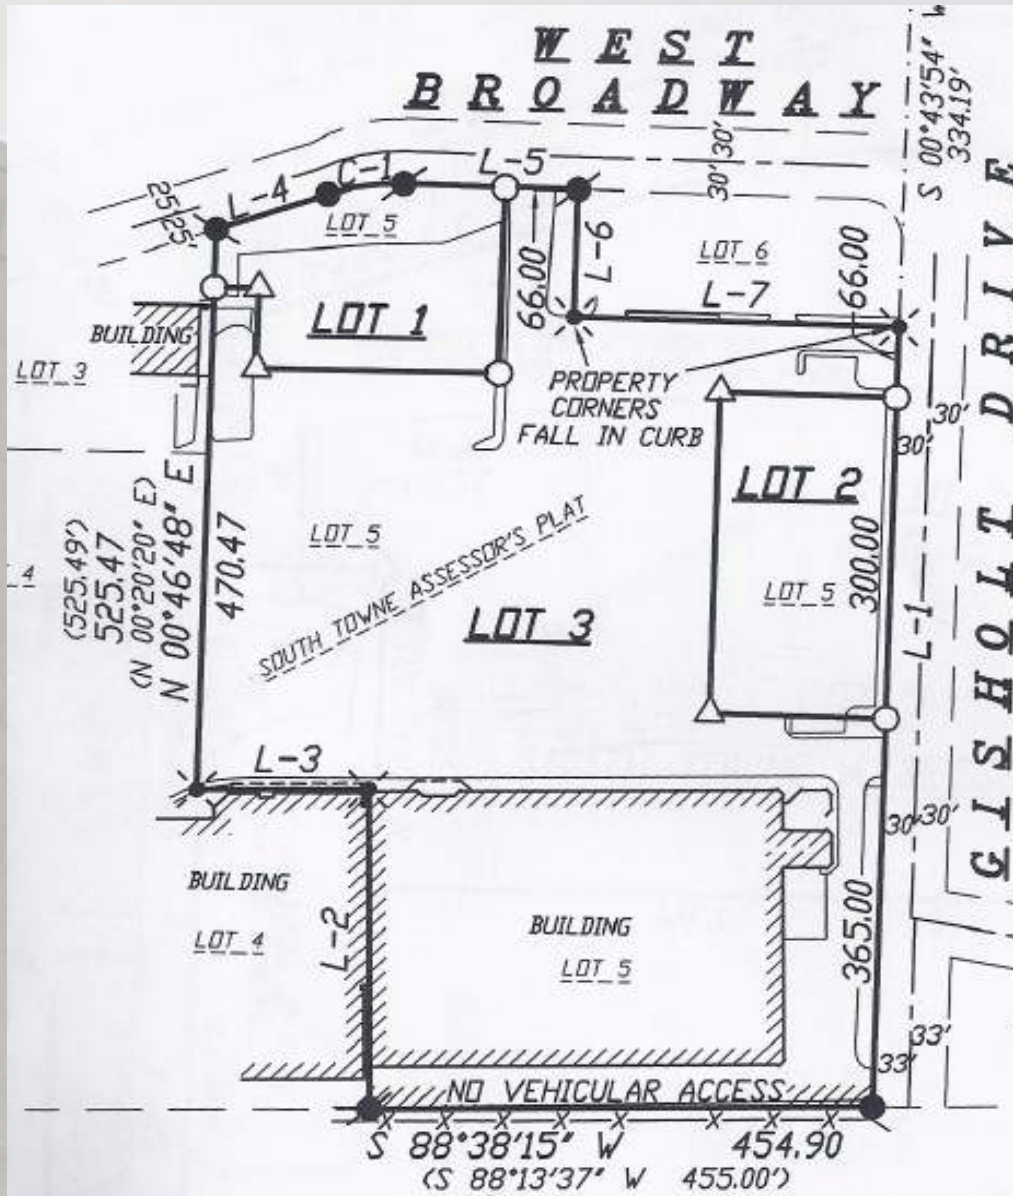 WEST
BROADWAY
S 00°43'54" W
334.19'
L-4
C-1
L-5
30' 30'
25' 25'
LOT 5
66.00
L-6
LOT 6
66.00
L-7
LOT 1
BUILDING
LOT 3
PROPERTY
CORNERS
FALL IN CURB
30'
30'
LOT 2
(525.49')
525.47
(N 00°20'20" E)
N 00°46'48" E
470.47
LOT 5
SOUTH TOWNE ASSESSOR'S PLAT
4
LOT 3
LOT 5
300.00
L-1
GISHOLT DRIVE
L-3
30' 30'
BUILDING
LOT 4
L-2
BUILDING
LOT 5
365.00
33'
33'
NO VEHICULAR ACCESS
S 88°38'15" W 454.90
(S 88°13'37" W 455.00')